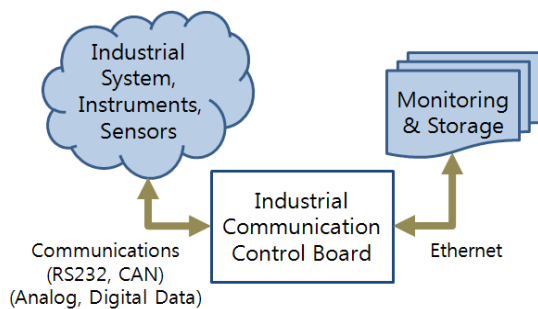 Industrial
System,
Instruments,
Sensors
Monitoring
& Storage
Industrial
Communication
Control Board
Communications
(RS232, CAN)
(Analog, Digital Data)
Ethernet